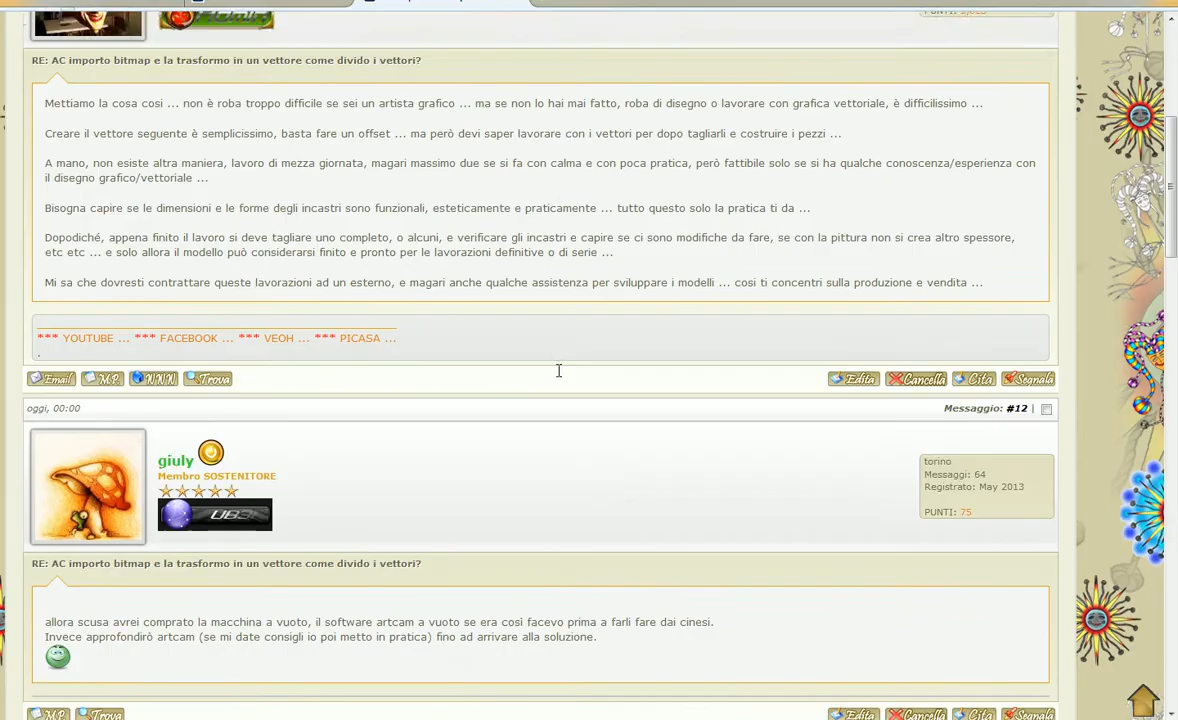 PUNTI: 5,025
RE: AC importo bitmap e la trasformo in un vettore come divido i vettori?
Mettiamo la cosa cosi ... non è roba troppo difficile se sei un artista grafico ... ma se non lo hai mai fatto, roba di disegno o lavorare con grafica vettoriale, è difficilissimo ...
Creare il vettore seguente è semplicissimo, basta fare un offset ... ma però devi saper lavorare con i vettori per dopo tagliarli e costruire i pezzi ...
A mano, non esiste altra maniera, lavoro di mezza giornata, magari massimo due se si fa con calma e con poca pratica, però fattibile solo se si ha qualche conoscenza/esperienza con
il disegno grafico/vettoriale ...
Bisogna capire se le dimensioni e le forme degli incastri sono funzionali, esteticamente e praticamente ... tutto questo solo la pratica ti da ...
Dopodiché, appena finito il lavoro si deve tagliare uno completo, o alcuni, e verificare gli incastri e capire se ci sono modifiche da fare, se con la pittura non si crea altro spessore,
etc etc ... e solo allora il modello può considerarsi finito e pronto per le lavorazioni definitive o di serie ...
Mi sa che dovresti contrattare queste lavorazioni ad un esterno, e magari anche qualche assistenza per sviluppare i modelli ... cosi ti concentri sulla produzione e vendita ...
*** YOUTUBE ... *** FACEBOOK ... *** VEOH ... *** PICASA ...
.
Email MP WWW Trova Edita Cancella Cita Segnala
oggi, 00:00 Messaggio: #12 |
giuly
Membro SOSTENITORE
torino
Messaggi: 64
Registrato: May 2013
PUNTI: 75
RE: AC importo bitmap e la trasformo in un vettore come divido i vettori?
allora scusa avrei comprato la macchina a vuoto, il software artcam a vuoto se era così facevo prima a farli fare dai cinesi.
Invece approfondirò artcam (se mi date consigli io poi metto in pratica) fino ad arrivare alla soluzione.
MP Trova Edita Cancella Cita Segnala